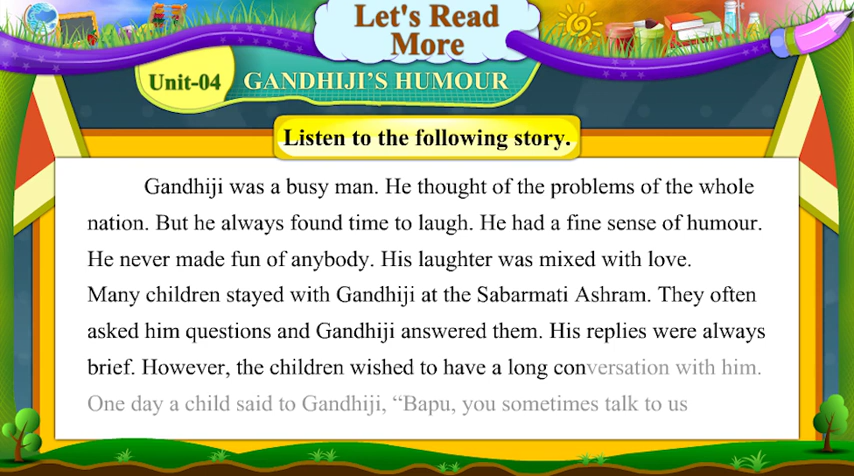 Let's Read
More
Unit-04 GANDHIJI'S HUMOUR
Listen to the following story.
Gandhiji was a busy man. He thought of the problems of the whole
nation. But he always found time to laugh. He had a fine sense of humour.
He never made fun of anybody. His laughter was mixed with love.
Many children stayed with Gandhiji at the Sabarmati Ashram. They often
asked him questions and Gandhiji answered them. His replies were always
brief. However, the children wished to have a long conversation with him.
One day a child said to Gandhiji, “Bapu, you sometimes talk to us